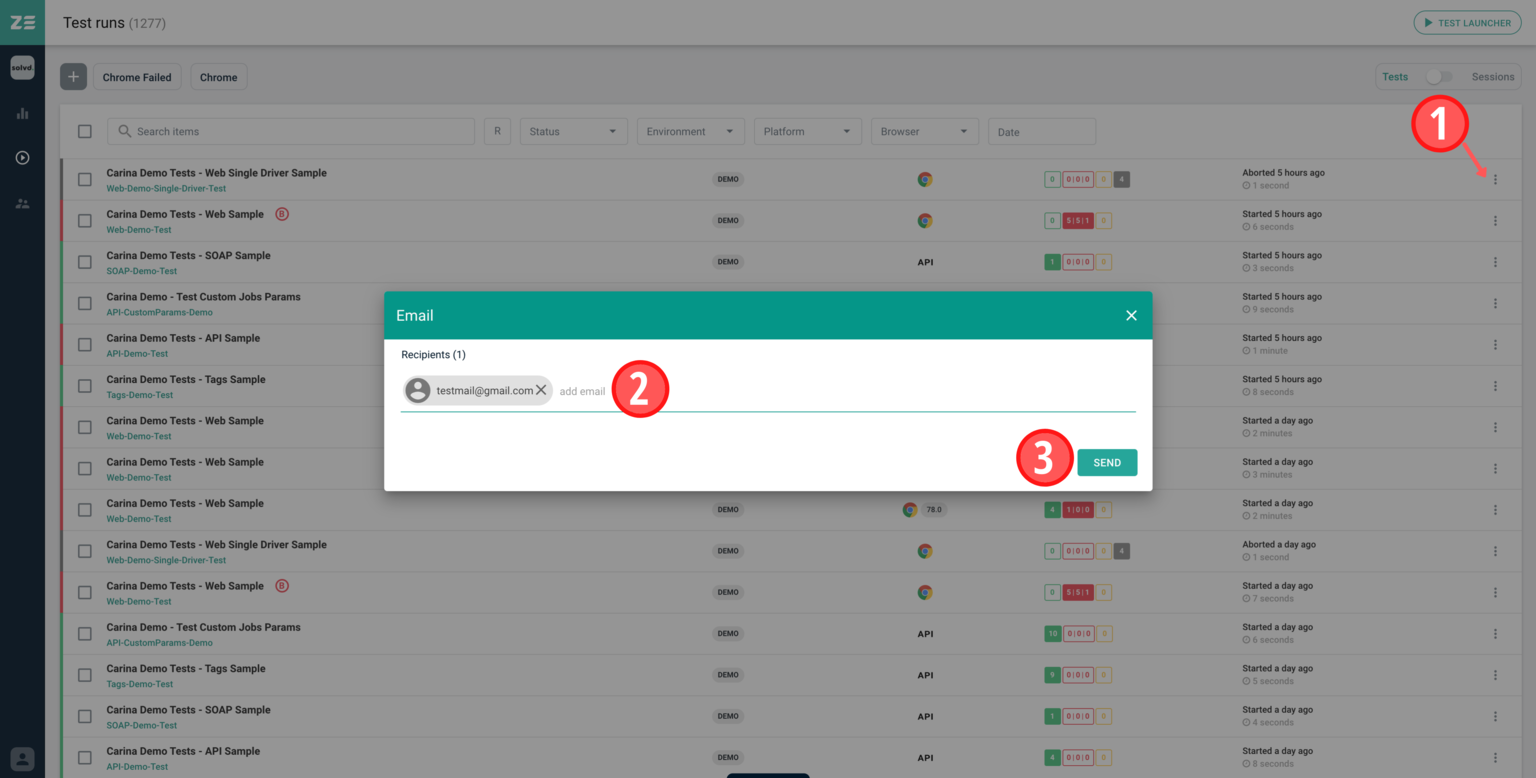 ZE
Test runs (1277)
TEST LAUNCHER
solvd.
+ Chrome Failed Chrome
Tests Sessions
1
Search items R Status Environment Platform Browser Date
Carina Demo Tests - Web Single Driver Sample
Web-Demo-Single-Driver-Test
DEMO
0 0|0|0 0 4
Aborted 5 hours ago
1 second
Carina Demo Tests - Web Sample B
Web-Demo-Test
DEMO
0 5|5|1 0
Started 5 hours ago
6 seconds
Carina Demo Tests - SOAP Sample
SOAP-Demo-Test
DEMO
API
1 0|0|0 0
Started 5 hours ago
3 seconds
Carina Demo - Test Custom Jobs Params
API-CustomParams-Demo
Started 5 hours ago
9 seconds
Carina Demo Tests - API Sample
API-Demo-Test
Started 5 hours ago
1 minute
Carina Demo Tests - Tags Sample
Tags-Demo-Test
Started 5 hours ago
8 seconds
Carina Demo Tests - Web Sample
Web-Demo-Test
Started a day ago
2 minutes
Carina Demo Tests - Web Sample
Web-Demo-Test
Started a day ago
3 minutes
Email
Recipients (1)
testmail@gmail.com add email
2
3
SEND
Carina Demo Tests - Web Sample
Web-Demo-Test
DEMO
78.0
4 1|0|0 0
Started a day ago
2 minutes
Carina Demo Tests - Web Single Driver Sample
Web-Demo-Single-Driver-Test
DEMO
0 0|0|0 0 4
Aborted a day ago
1 second
Carina Demo Tests - Web Sample B
Web-Demo-Test
DEMO
0 5|5|1 0
Started a day ago
7 seconds
Carina Demo - Test Custom Jobs Params
API-CustomParams-Demo
DEMO
API
10 0|0|0 0
Started a day ago
6 seconds
Carina Demo Tests - Tags Sample
Tags-Demo-Test
DEMO
API
9 0|0|0 0
Started a day ago
5 seconds
Carina Demo Tests - SOAP Sample
SOAP-Demo-Test
DEMO
API
1 0|0|0 0
Started a day ago
4 seconds
Carina Demo Tests - API Sample
API-Demo-Test
DEMO
API
4 0|0|0 0
Started a day ago
8 seconds